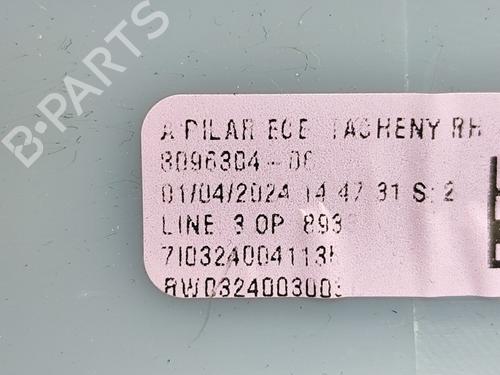 B-PARTS
A PILAR ECE TACHENY RH
8096304-06
01/04/2024 14 47 31 S: 2
LINE 3 OP 893
7I0324004113
RW032400300